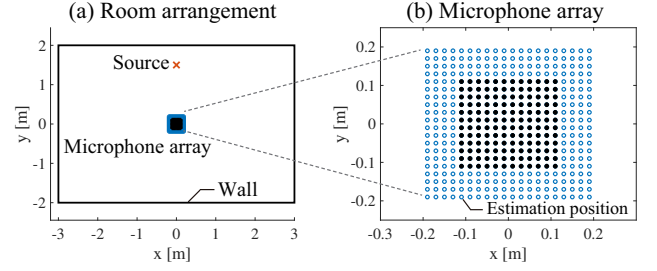 (a) Room arrangement
(b) Microphone array
2
1
0
-1
-2
y [m]
Source
Microphone array
Wall
-3
-2
-1
0
1
2
3
x [m]
0.2
0.1
0
-0.1
-0.2
y [m]
Estimation position
-0.3
-0.2
-0.1
0
0.1
0.2
0.3
x [m]